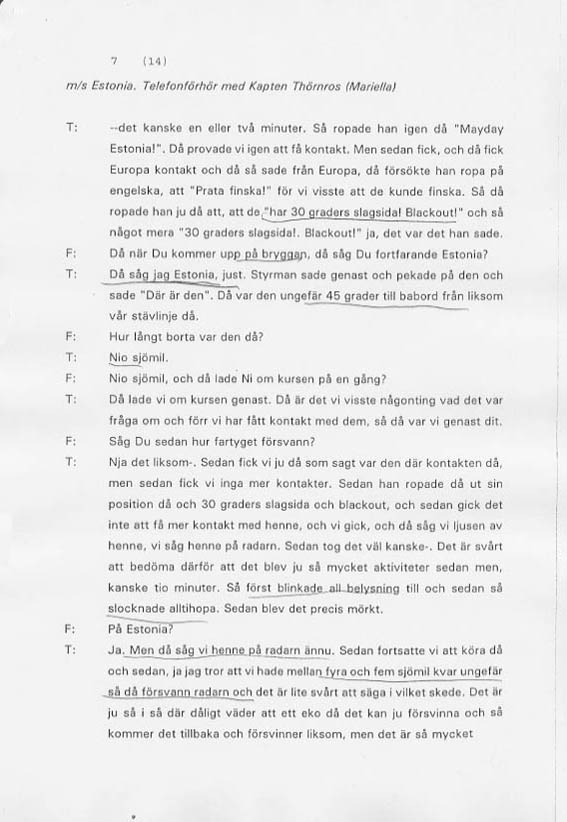 7 (14)
m/s Estonia. Telefonförhör med Kapten Thörnros (Mariella)
T: --det kanske en eller två minuter. Så ropade han igen då "Mayday
Estonia!". Då provade vi igen att få kontakt. Men sedan fick, och då fick
Europa kontakt och då så sade från Europa, då försökte han ropa på
engelska, att "Prata finska!" för vi visste att de kunde finska. Så då
ropade han ju då att, att de, "har 30 graders slagsida! Blackout!" och så
något mera "30 graders slagsida!. Blackout!" ja, det var det han sade.
F: Då när Du kommer upp på bryggan, då såg Du fortfarande Estonia?
T: Då såg jag Estonia, just. Styrman sade genast och pekade på den och
sade "Där är den". Då var den ungefär 45 grader till babord från liksom
vår stävlinje då.
F: Hur långt borta var den då?
T: Nio sjömil.
F: Nio sjömil, och då lade Ni om kursen på en gång?
T: Då lade vi om kursen genast. Då är det vi visste någonting vad det var
fråga om och förr vi har fått kontakt med dem, så då var vi genast dit.
F: Såg Du sedan hur fartyget försvann?
T: Nja det liksom-. Sedan fick vi ju då som sagt var den där kontakten då,
men sedan fick vi inga mer kontakter. Sedan han ropade då ut sin
position då och 30 graders slagsida och blackout, och sedan gick det
inte att få mer kontakt med henne, och vi gick, och då såg vi ljusen av
henne, vi såg henne på radarn. Sedan tog det väl kanske-. Det är svårt
att bedöma därför att det blev ju så mycket aktiviteter sedan men,
kanske tio minuter. Så först blinkade all belysning till och sedan så
slocknade alltihopa. Sedan blev det precis mörkt.
F: På Estonia?
T: Ja. Men då såg vi henne på radarn ännu. Sedan fortsatte vi att köra då
och sedan, ja jag tror att vi hade mellan fyra och fem sjömil kvar ungefär
så då försvann radarn och det är lite svårt att säga i vilket skede. Det är
ju så i så där dåligt väder att ett eko då det kan ju försvinna och så
kommer det tillbaka och försvinner liksom, men det är så mycket